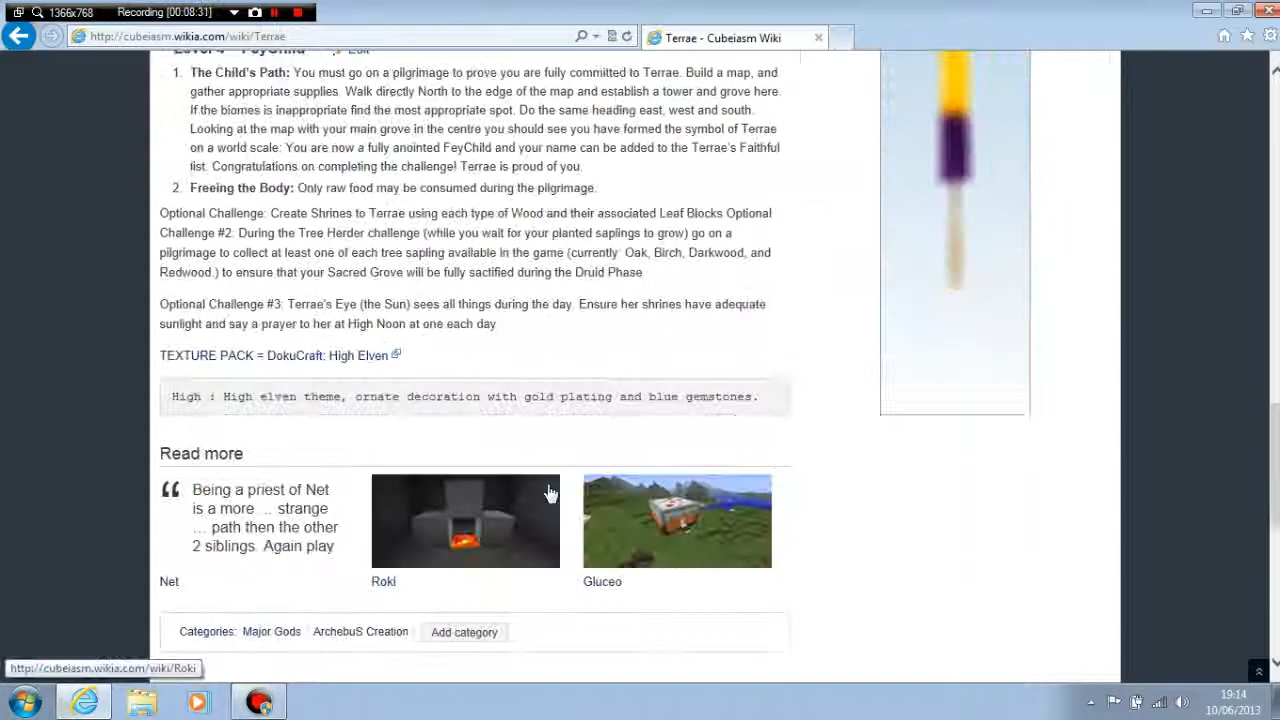 1366x768 Recording [00:08:31]
http://cubeiasm.wikia.com/wiki/Terrae
Terrae - Cubeiasm Wiki
Level 4 - FeyChild Edit
1. The Child's Path: You must go on a pilgrimage to prove you are fully committed to Terrae. Build a map, and
gather appropriate supplies. Walk directly North to the edge of the map and establish a tower and grove here.
If the biomes is inappropriate find the most appropriate spot. Do the same heading east, west and south.
Looking at the map with your main grove in the centre you should see you have formed the symbol of Terrae
on a world scale: You are now a fully anointed FeyChild and your name can be added to the Terrae's Faithful
list. Congratulations on completing the challenge! Terrae is proud of you.
2. Freeing the Body: Only raw food may be consumed during the pilgrimage.
Optional Challenge: Create Shrines to Terrae using each type of Wood and their associated Leaf Blocks Optional
Challenge #2: During the Tree Herder challenge (while you wait for your planted saplings to grow) go on a
pilgrimage to collect at least one of each tree sapling available in the game (currently Oak, Birch, Darkwood, and
Redwood.) to ensure that your Sacred Grove will be fully sactified during the Druid Phase
Optional Challenge #3: Terrae's Eye (the Sun) sees all things during the day. Ensure her shrines have adequate
sunlight and say a prayer to her at High Noon at one each day
TEXTURE PACK = DokuCraft: High Elven
High : High elven theme, ornate decoration with gold plating and blue gemstones.
Read more
“ Being a priest of Net
is a more ... strange
... path then the other
2 siblings. Again play
Net
Roki
Gluceo
Categories: Major Gods ArchebuS Creation Add category
http://cubeiasm.wikia.com/wiki/Roki
19:14
10/06/2013